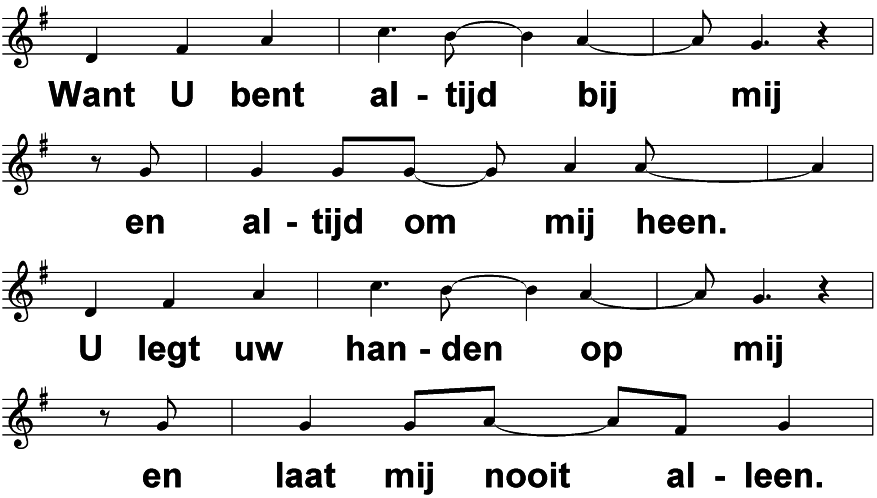 Want U bent al - tijd bij mij
en al - tijd om mij heen.
U legt uw han - den op mij
en laat mij nooit al - leen.